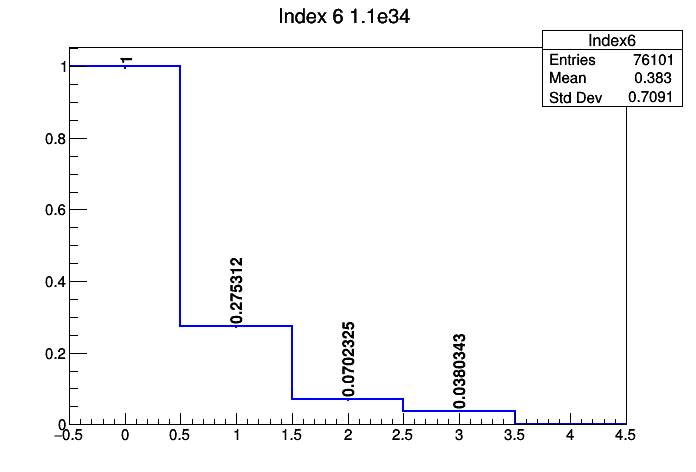 Index 6 1.1e34
Index6
Entries 76101
Mean 0.383
Std Dev 0.7091
1
0.8
0.6
0.4
0.2
0
1
0.275312
0.0702325
0.0380343
−0.5 0 0.5 1 1.5 2 2.5 3 3.5 4 4.5